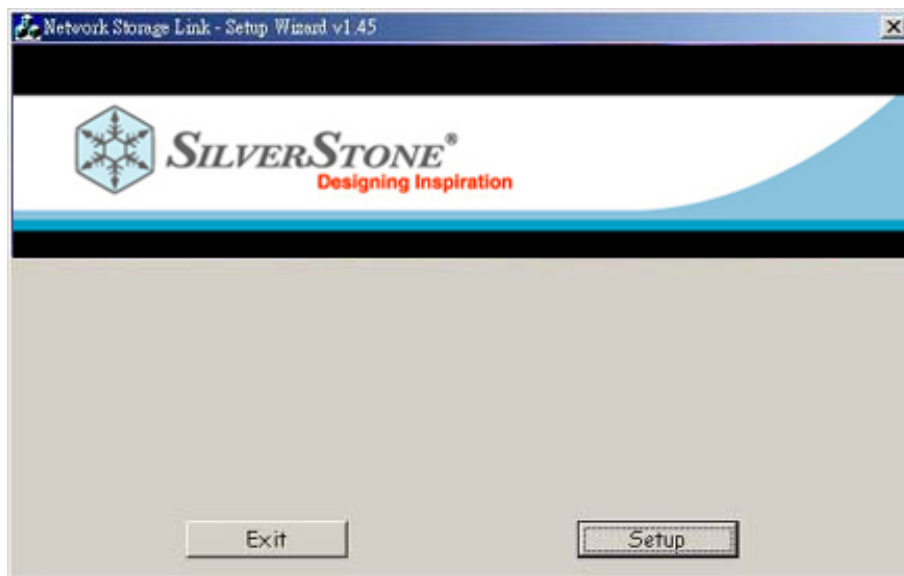 Network Storage Link - Setup Wizard v1.45
SILVERSTONE®
Designing Inspiration
Exit
Setup